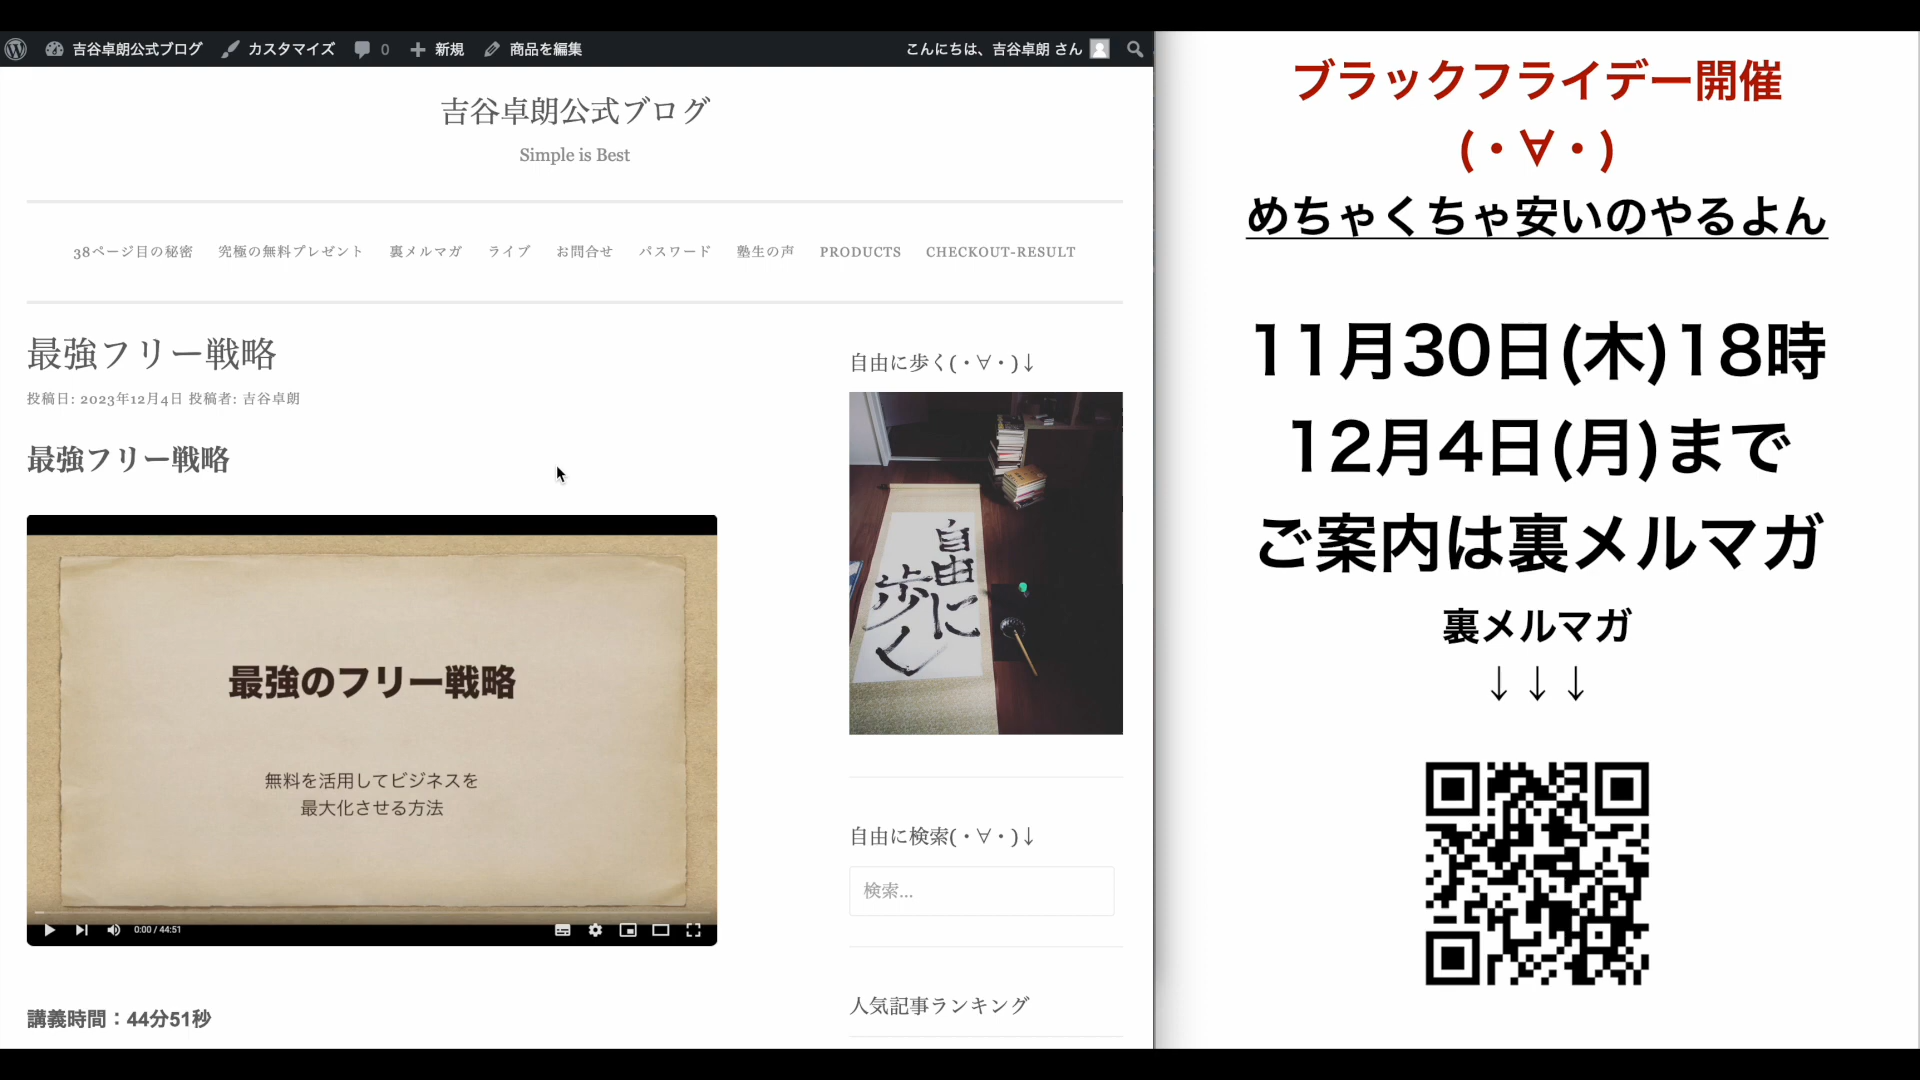 吉谷卓朗公式ブログ カスタマイズ 0 新規 商品を編集 こんにちは、吉谷卓朗 さん
吉谷卓朗公式ブログ
Simple is Best
38ページ目の秘密 究極の無料プレゼント 裏メルマガ ライブ お問合せ パスワード 塾生の声 PRODUCTS CHECKOUT-RESULT
最強フリー戦略
投稿日: 2023年12月4日 投稿者: 吉谷卓朗
最強フリー戦略
最強のフリー戦略
無料を活用してビジネスを
最大化させる方法
0:00 / 44:51
講義時間：44分51秒
自由に歩く(・∀・)↓
自由に
歩く
自由に検索(・∀・)↓
検索...
人気記事ランキング
ブラックフライデー開催
(・∀・)
めちゃくちゃ安いのやるよん
11月30日(木)18時
12月4日(月)まで
ご案内は裏メルマガ
裏メルマガ
↓↓↓